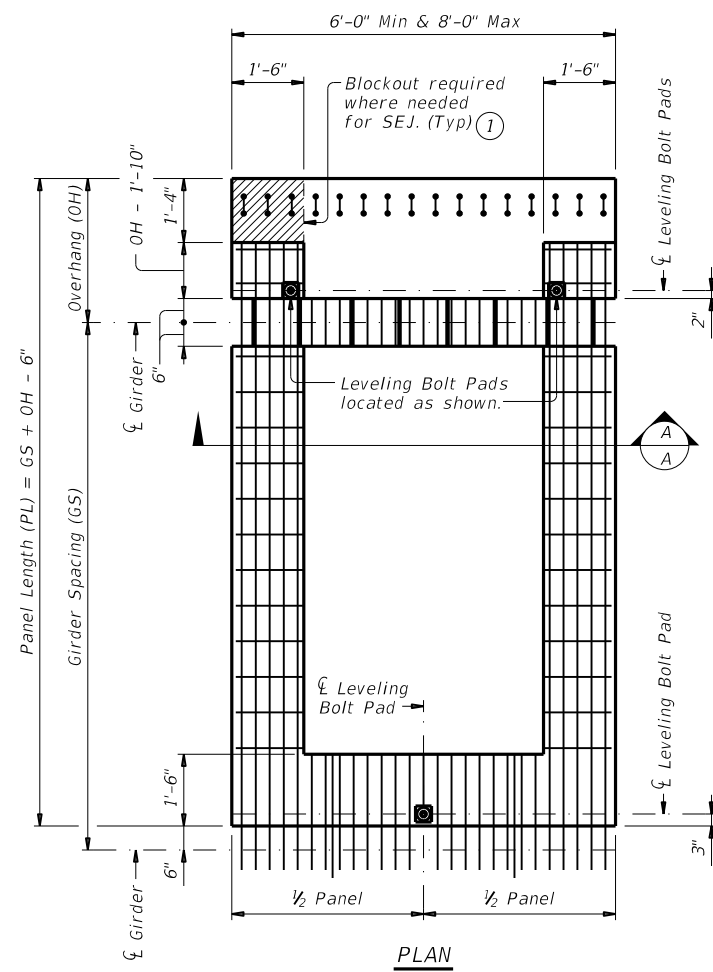 6'-0" Min & 8'-0" Max
1'-6"
1'-6"
Blockout required
where needed
for SEJ. (Typ) 1
℄ Leveling Bolt Pads
OH - 1'-10"
1'-4"
Overhang (OH)
2"
6"
℄ Girder
Leveling Bolt Pads
located as shown.
A
A
Panel Length (PL) = GS + OH - 6"
Girder Spacing (GS)
℄ Leveling
Bolt Pad
℄ Leveling Bolt Pad
1'-6"
3"
6"
℄ Girder
½ Panel
½ Panel
PLAN